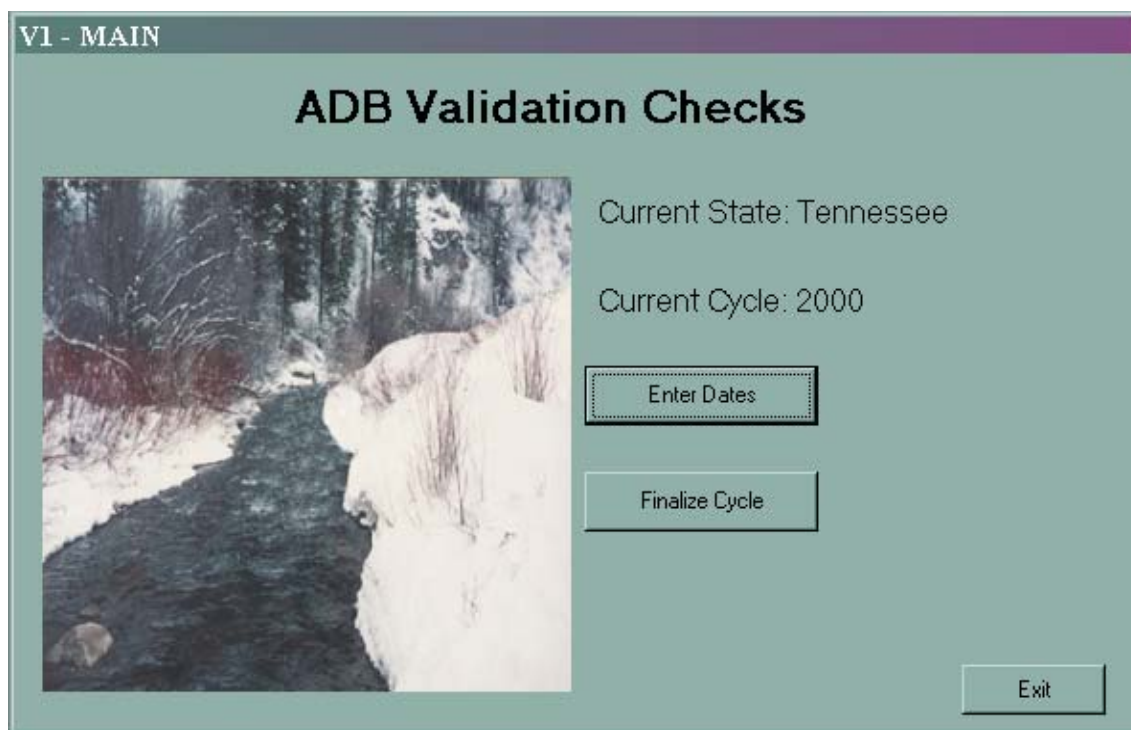 V1 - MAIN
ADB Validation Checks
Current State: Tennessee
Current Cycle: 2000
Enter Dates
Finalize Cycle
Exit